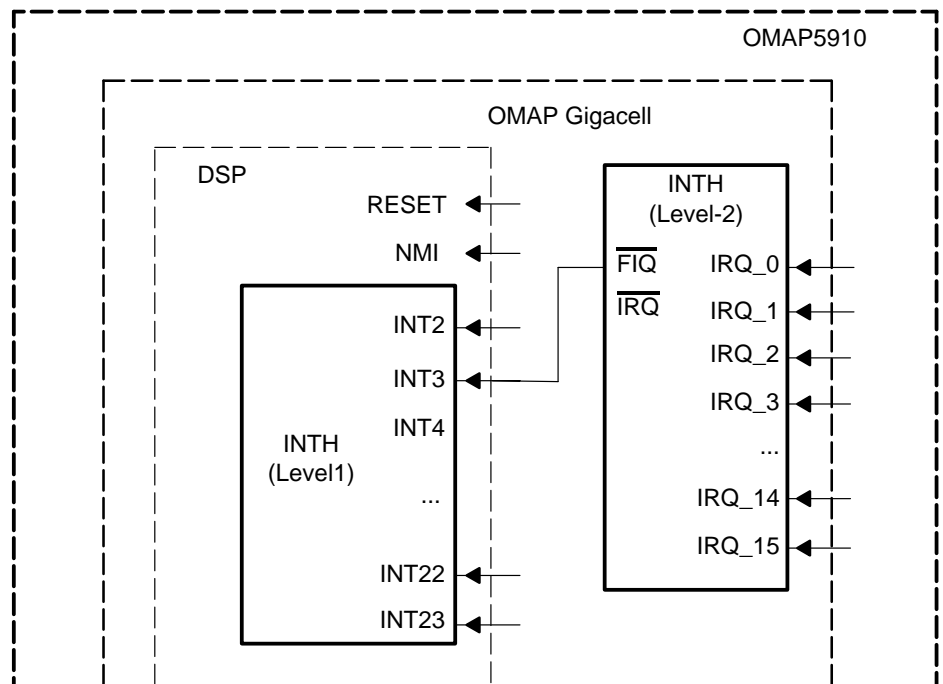 OMAP5910
OMAP Gigacell
DSP
RESET
NMI
INTH
(Level1)
INT2
INT3
INT4
...
INT22
INT23
INTH
(Level-2)
FIQ
IRQ
IRQ_0
IRQ_1
IRQ_2
IRQ_3
...
IRQ_14
IRQ_15